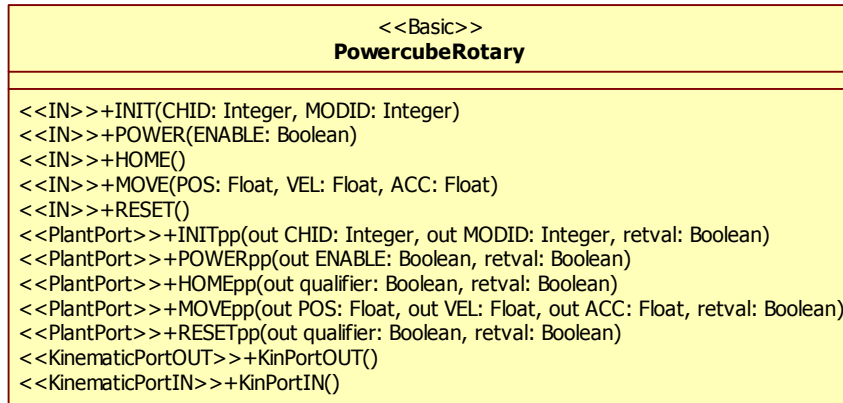 <<Basic>>
PowercubeRotary
<<IN>>+INIT(CHID: Integer, MODID: Integer)
<<IN>>+POWER(ENABLE: Boolean)
<<IN>>+HOME()
<<IN>>+MOVE(POS: Float, VEL: Float, ACC: Float)
<<IN>>+RESET()
<<PlantPort>>+INITpp(out CHID: Integer, out MODID: Integer, retval: Boolean)
<<PlantPort>>+POWERpp(out ENABLE: Boolean, retval: Boolean)
<<PlantPort>>+HOMEpp(out qualifier: Boolean, retval: Boolean)
<<PlantPort>>+MOVEpp(out POS: Float, out VEL: Float, out ACC: Float, retval: Boolean)
<<PlantPort>>+RESETpp(out qualifier: Boolean, retval: Boolean)
<<KinematicPortOUT>>+KinPortOUT()
<<KinematicPortIN>>+KinPortIN()